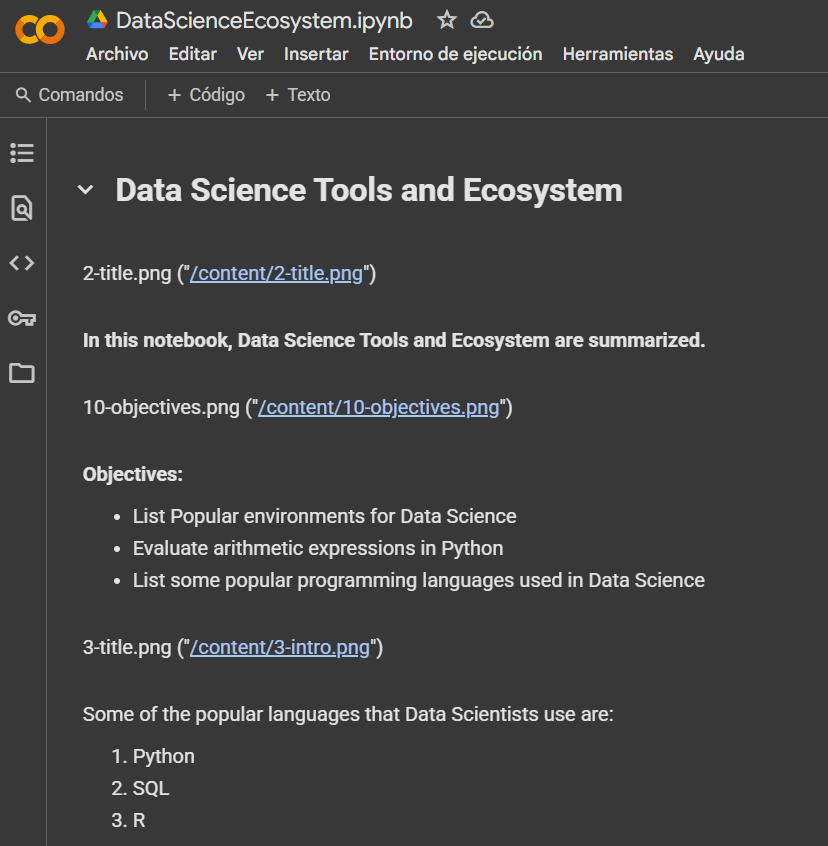 DataScienceEcosystem.ipynb
Archivo Editar Ver Insertar Entorno de ejecución Herramientas Ayuda
Comandos + Código + Texto
Data Science Tools and Ecosystem
2-title.png ("/content/2-title.png")
In this notebook, Data Science Tools and Ecosystem are summarized.
10-objectives.png ("/content/10-objectives.png")
Objectives:
• List Popular environments for Data Science
• Evaluate arithmetic expressions in Python
• List some popular programming languages used in Data Science
3-title.png ("/content/3-intro.png")
Some of the popular languages that Data Scientists use are:
1. Python
2. SQL
3. R